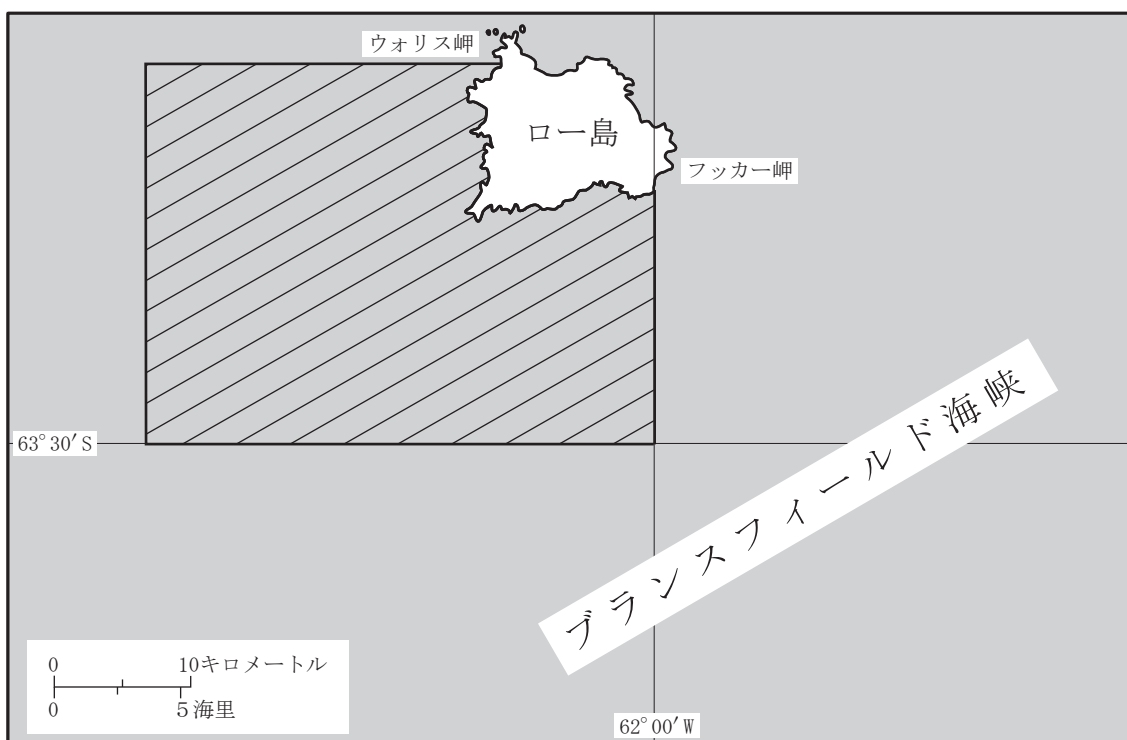 ウォリス岬
ロー島
フッカー岬
63°30′S
ブランスフィールド海峡
0 10キロメートル
0 5海里
62°00′W